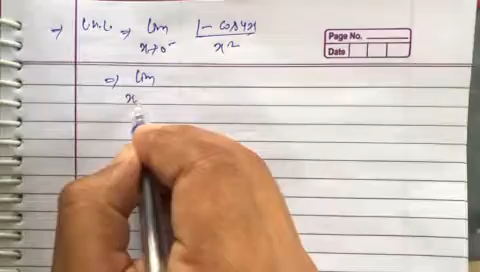 ⇒ L.H.L ⇒ lim 1 - cos4x
x→0⁻ x²
Page No.
Date
⇒ lim
x